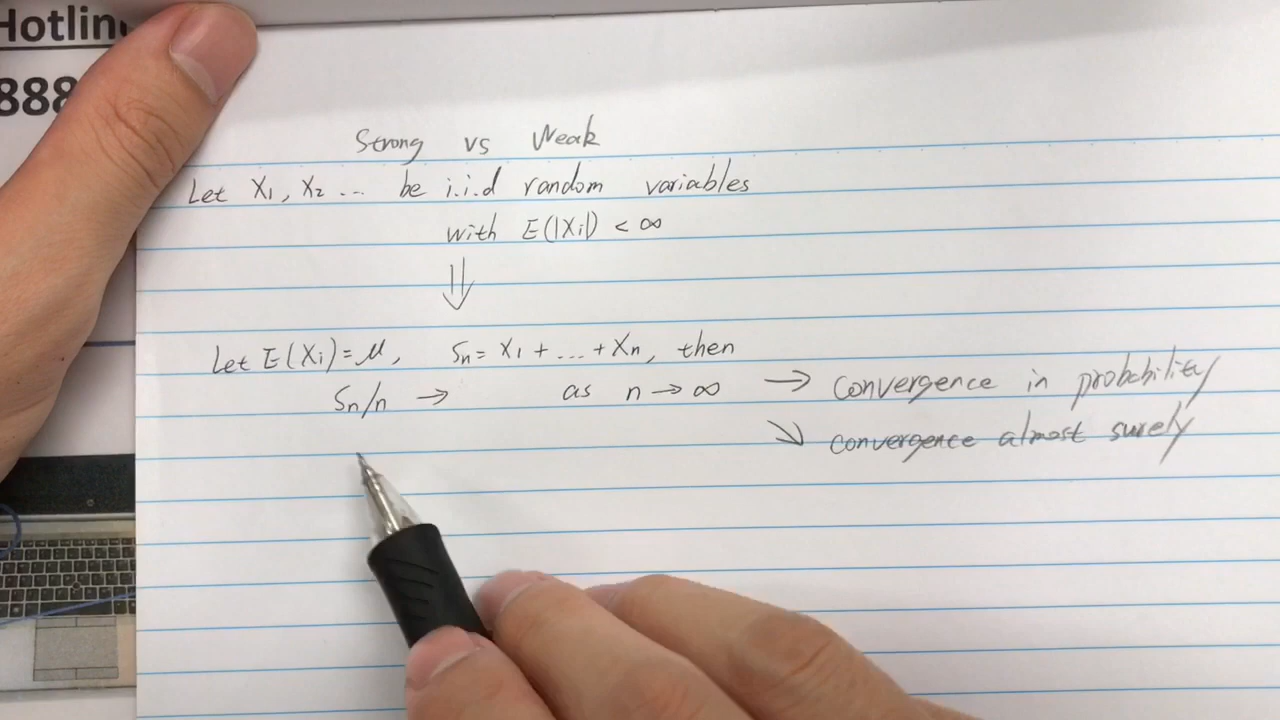 Hotlin
888
Strong vs Weak
Let X1, X2 ... be i.i.d random variables
with E(|Xi|) < ∞
⇓
Let E(Xi) = μ, Sn = X1 + ... + Xn, then
Sn/n → as n → ∞ → Convergence in probability
↘ convergence almost surely